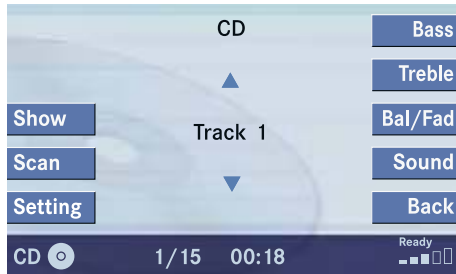 CD
Bass
Treble
Show
Track 1
Bal/Fad
Scan
Sound
Setting
Back
CD 1/15 00:18 Ready